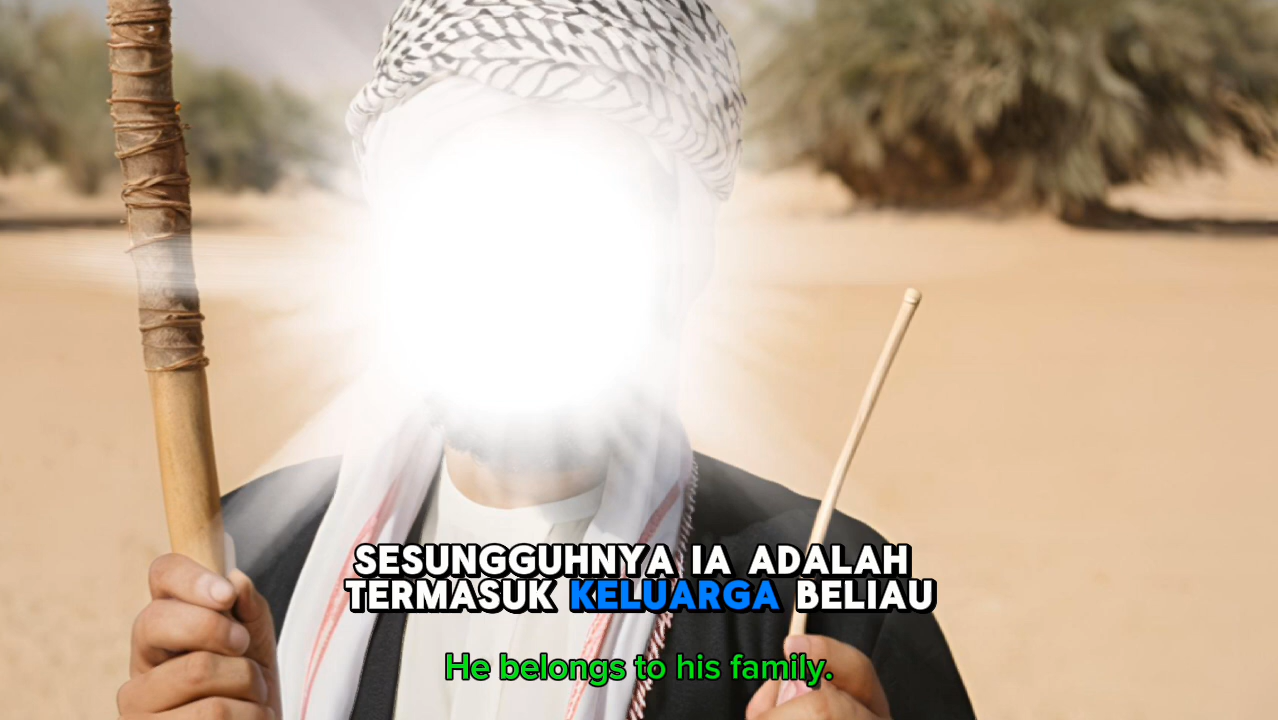 SESUNGGUHNYA IA ADALAH
TERMASUK KELUARGA BELIAU
He belongs to his family.